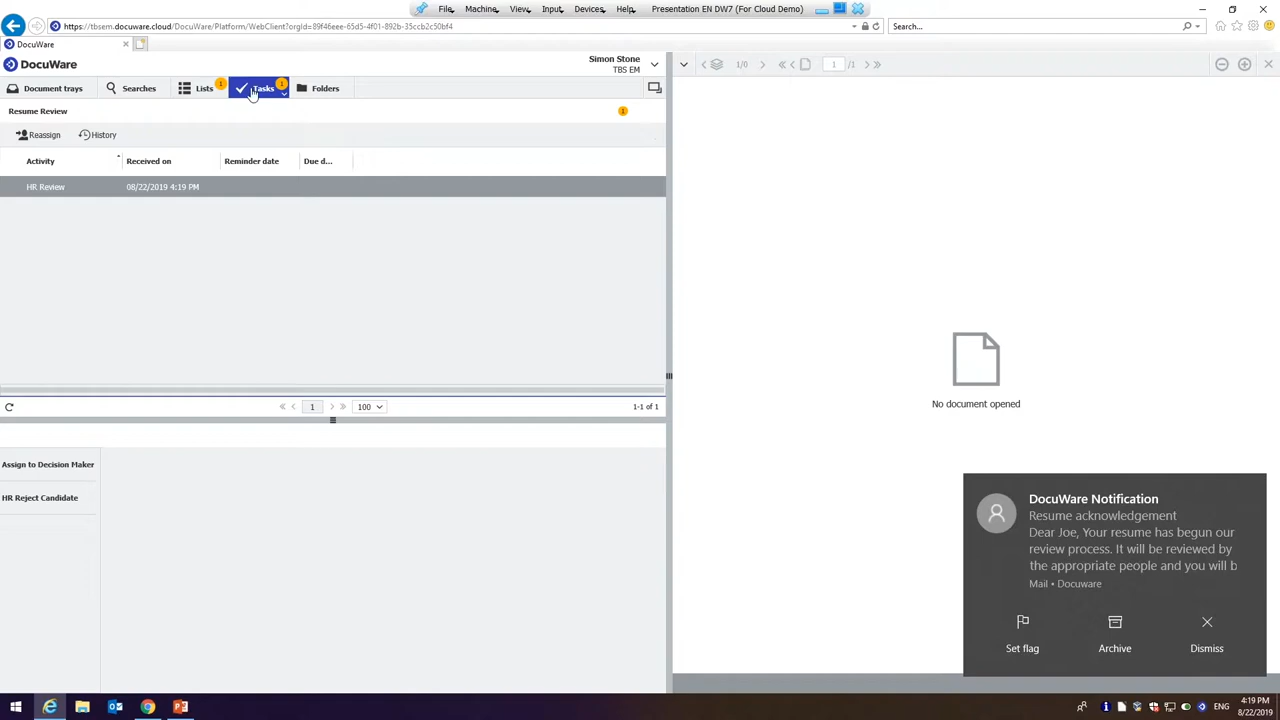 File Machine View Input Devices Help Presentation EN DW7 (For Cloud Demo)
https://tbsem.docuware.cloud/DocuWare/Platform/WebClient?orgId=89f46eee-65d5-4f01-892b-35ccb2c50bf4
Search...
DocuWare
DocuWare
Simon Stone
TBS EM
1/0
1
/1
Document trays
Searches
Lists
1
Tasks
1
Folders
Resume Review
1
Reassign
History
Activity
Received on
Reminder date
Due d...
HR Review
08/22/2019 4:19 PM
No document opened
1
100
1-1 of 1
Assign to Decision Maker
HR Reject Candidate
DocuWare Notification
Resume acknowledgement
Dear Joe, Your resume has begun our
review process. It will be reviewed by
the appropriate people and you will b
Mail • Docuware
Set flag
Archive
Dismiss
ENG
4:19 PM
8/22/2019